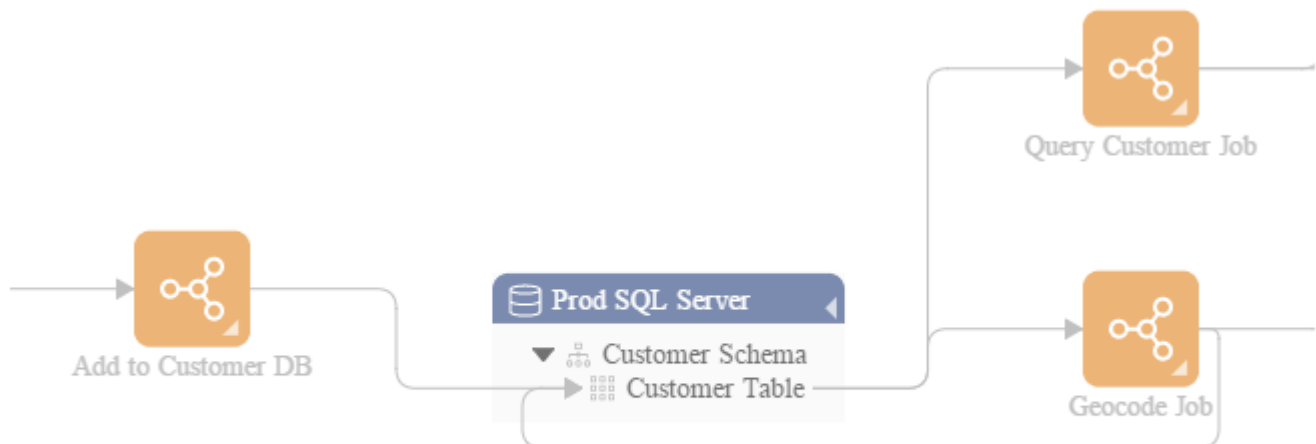 Query Customer Job
Add to Customer DB
Prod SQL Server
Customer Schema
Customer Table
Geocode Job